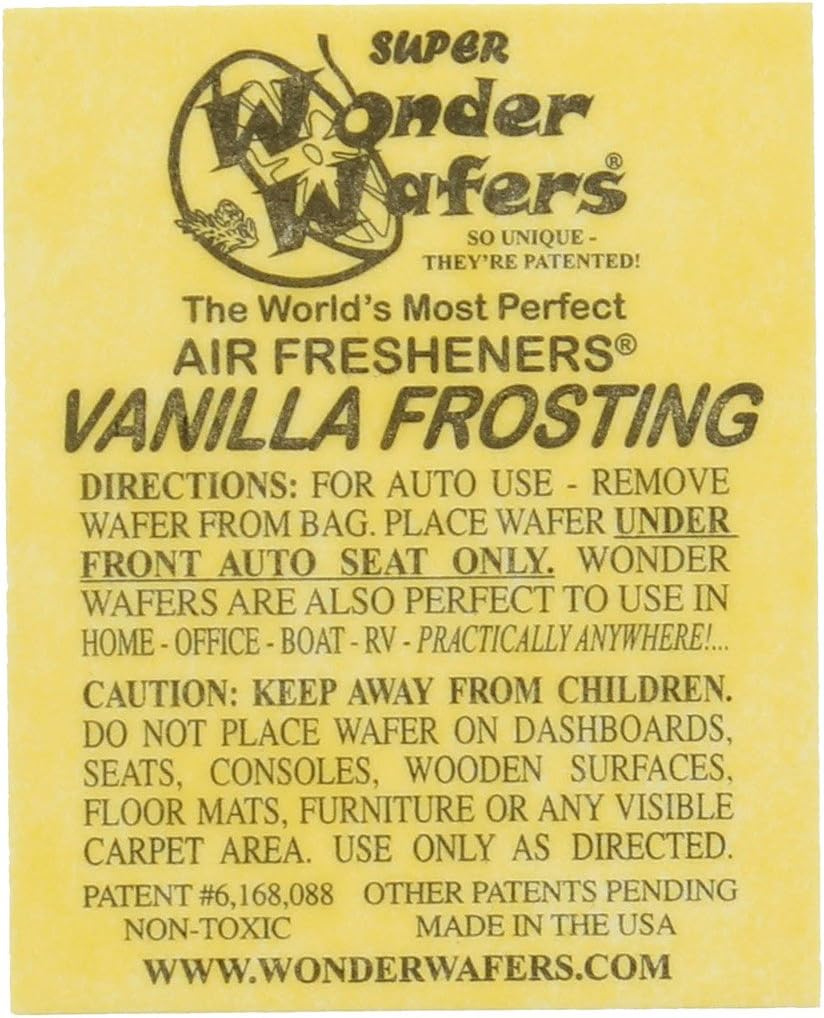 SUPER
Wonder
Wafers®
SO UNIQUE -
THEY'RE PATENTED!
The World's Most Perfect
AIR FRESHENERS®
VANILLA FROSTING
DIRECTIONS: FOR AUTO USE - REMOVE
WAFER FROM BAG. PLACE WAFER UNDER
FRONT AUTO SEAT ONLY. WONDER
WAFERS ARE ALSO PERFECT TO USE IN
HOME - OFFICE - BOAT - RV - PRACTICALLY ANYWHERE!...
CAUTION: KEEP AWAY FROM CHILDREN.
DO NOT PLACE WAFER ON DASHBOARDS,
SEATS, CONSOLES, WOODEN SURFACES,
FLOOR MATS, FURNITURE OR ANY VISIBLE
CARPET AREA. USE ONLY AS DIRECTED.
PATENT #6,168,088 OTHER PATENTS PENDING
NON-TOXIC MADE IN THE USA
WWW.WONDERWAFERS.COM